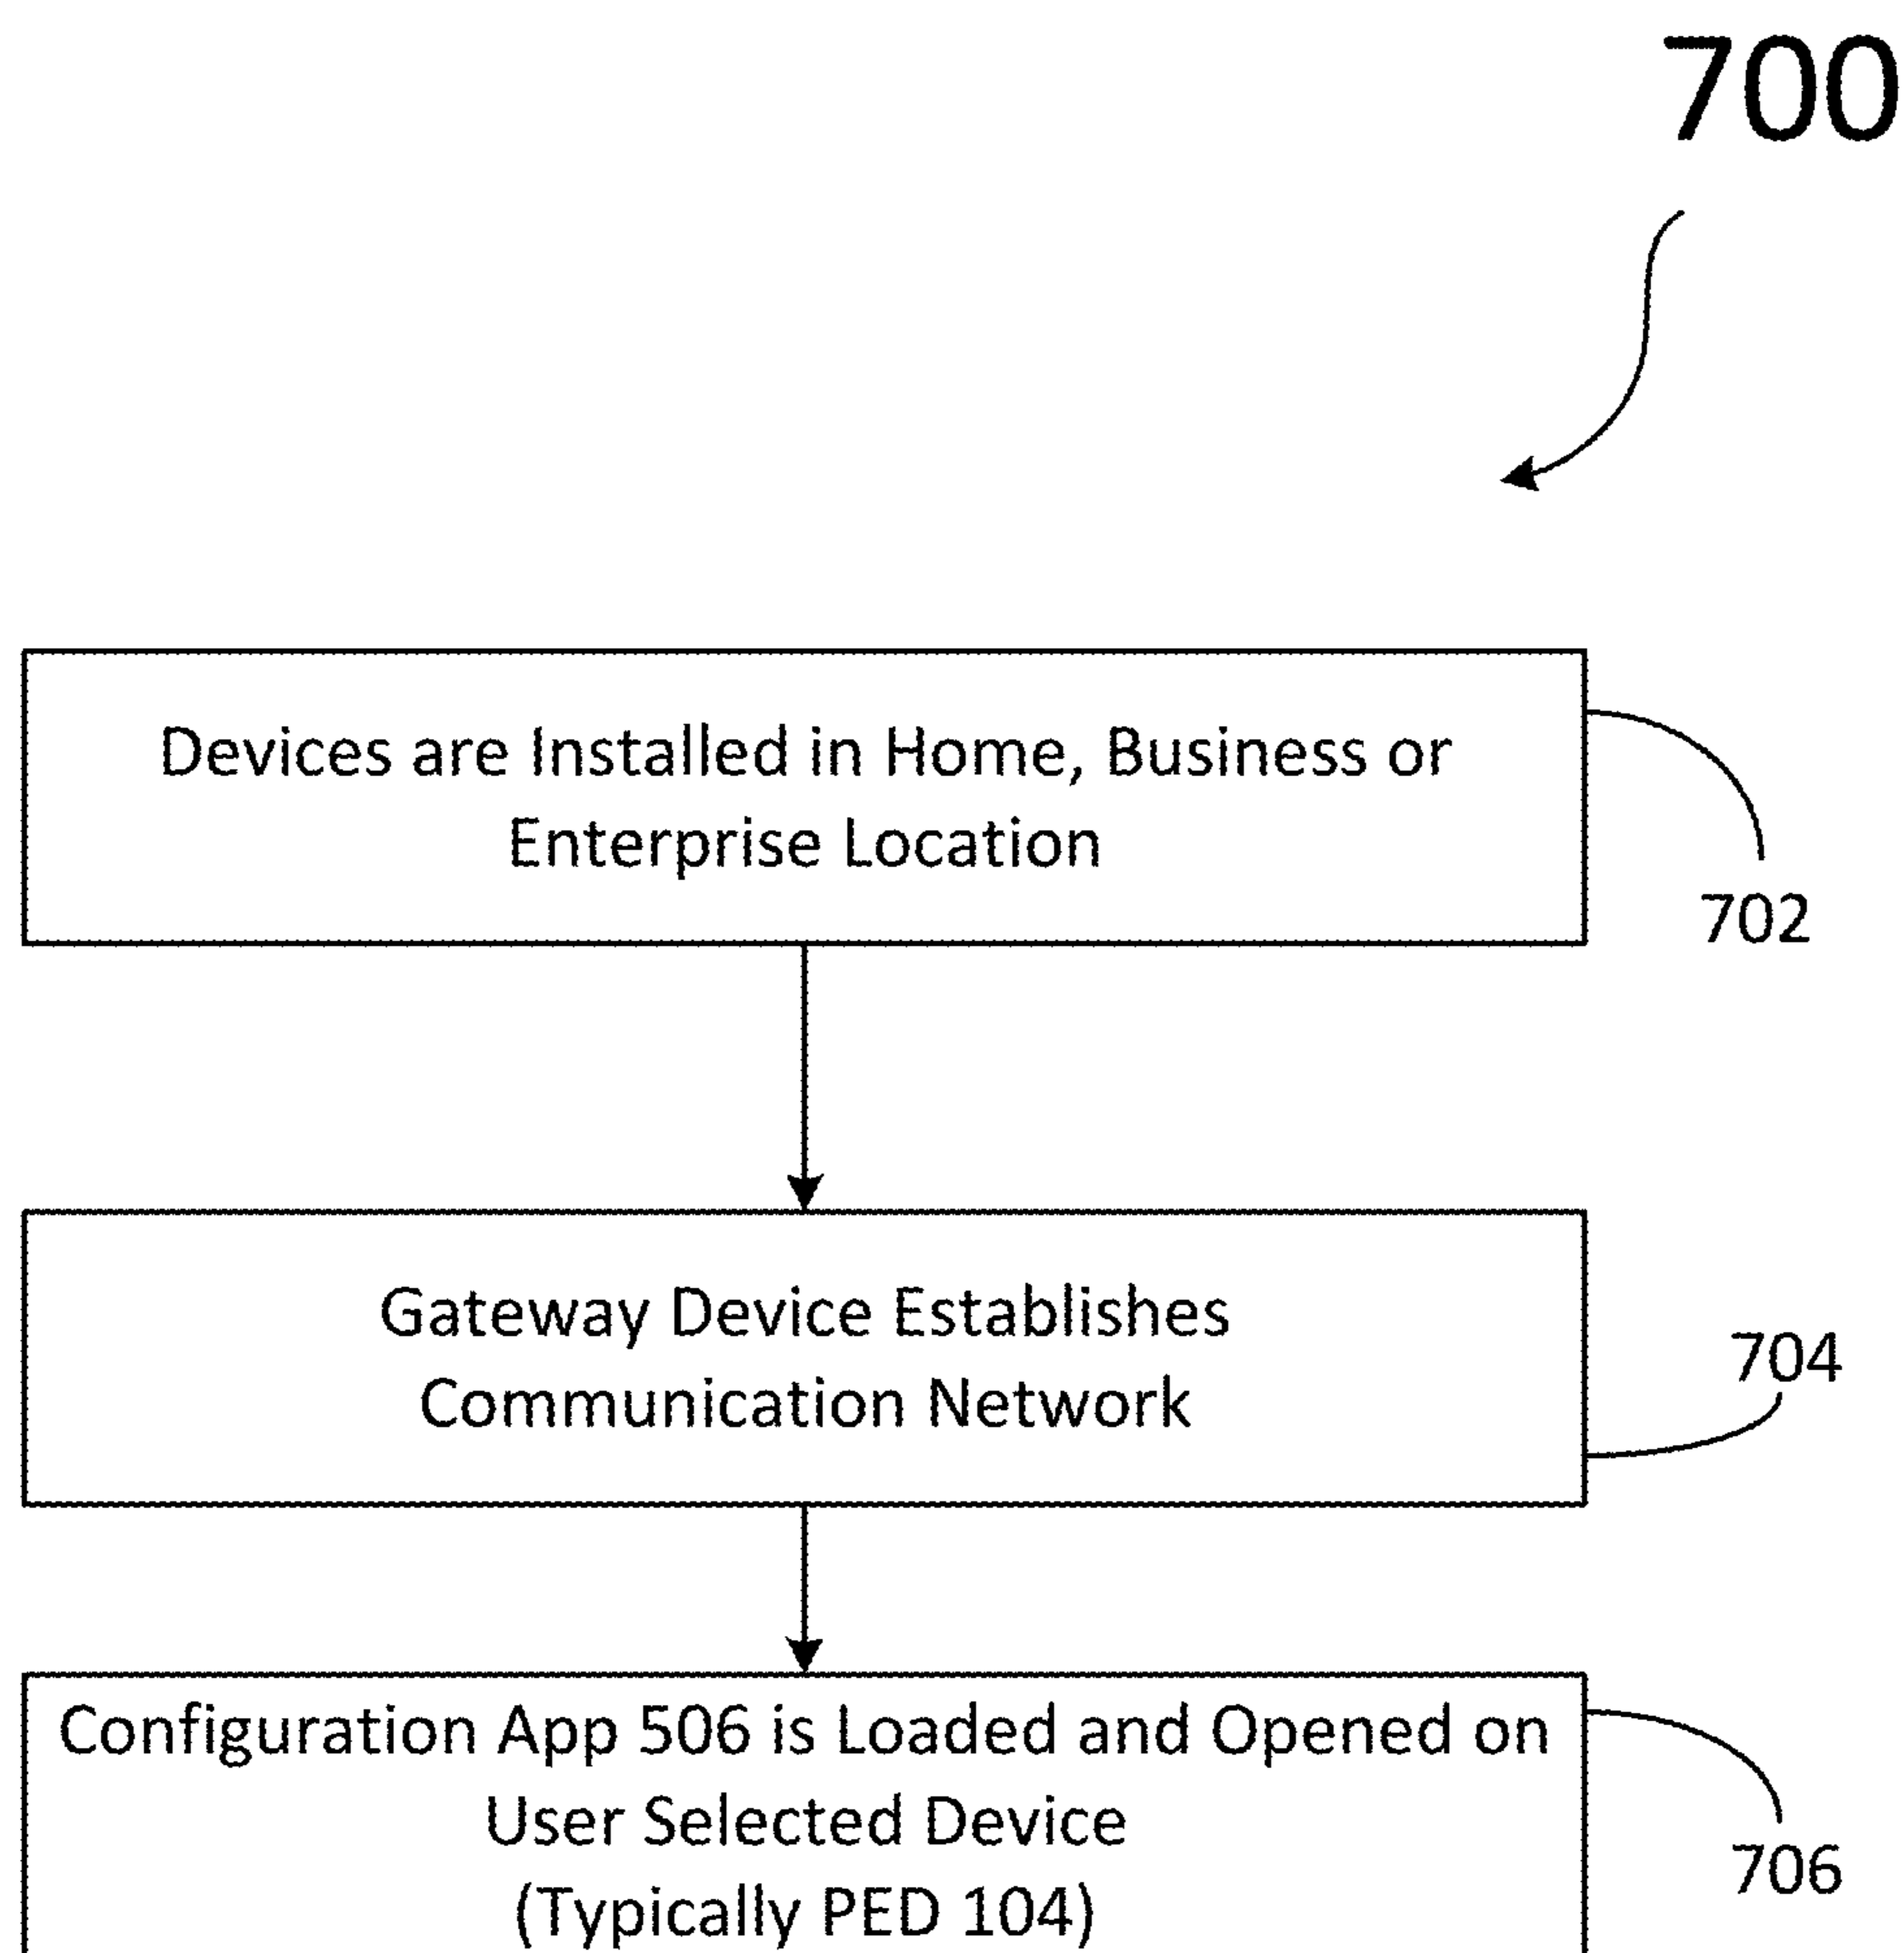 700
Devices are Installed in Home, Business or
Enterprise Location
702
Gateway Device Establishes
Communication Network
704
Configuration App 506 is Loaded and Opened on
User Selected Device
(Typically PED 104)
706